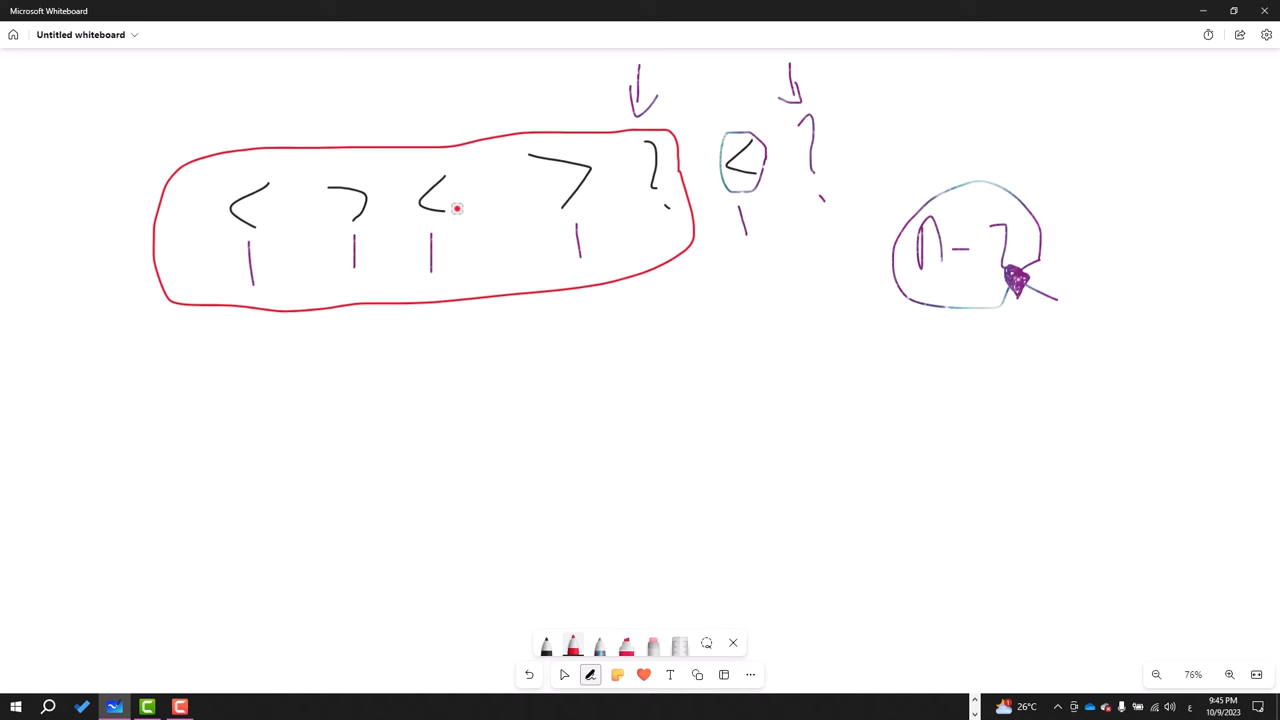 Microsoft Whiteboard
Untitled whiteboard
< > < > ? < ?
| | | | |
n - ?
76%
26°C
ع
9:45 PM
10/9/2023